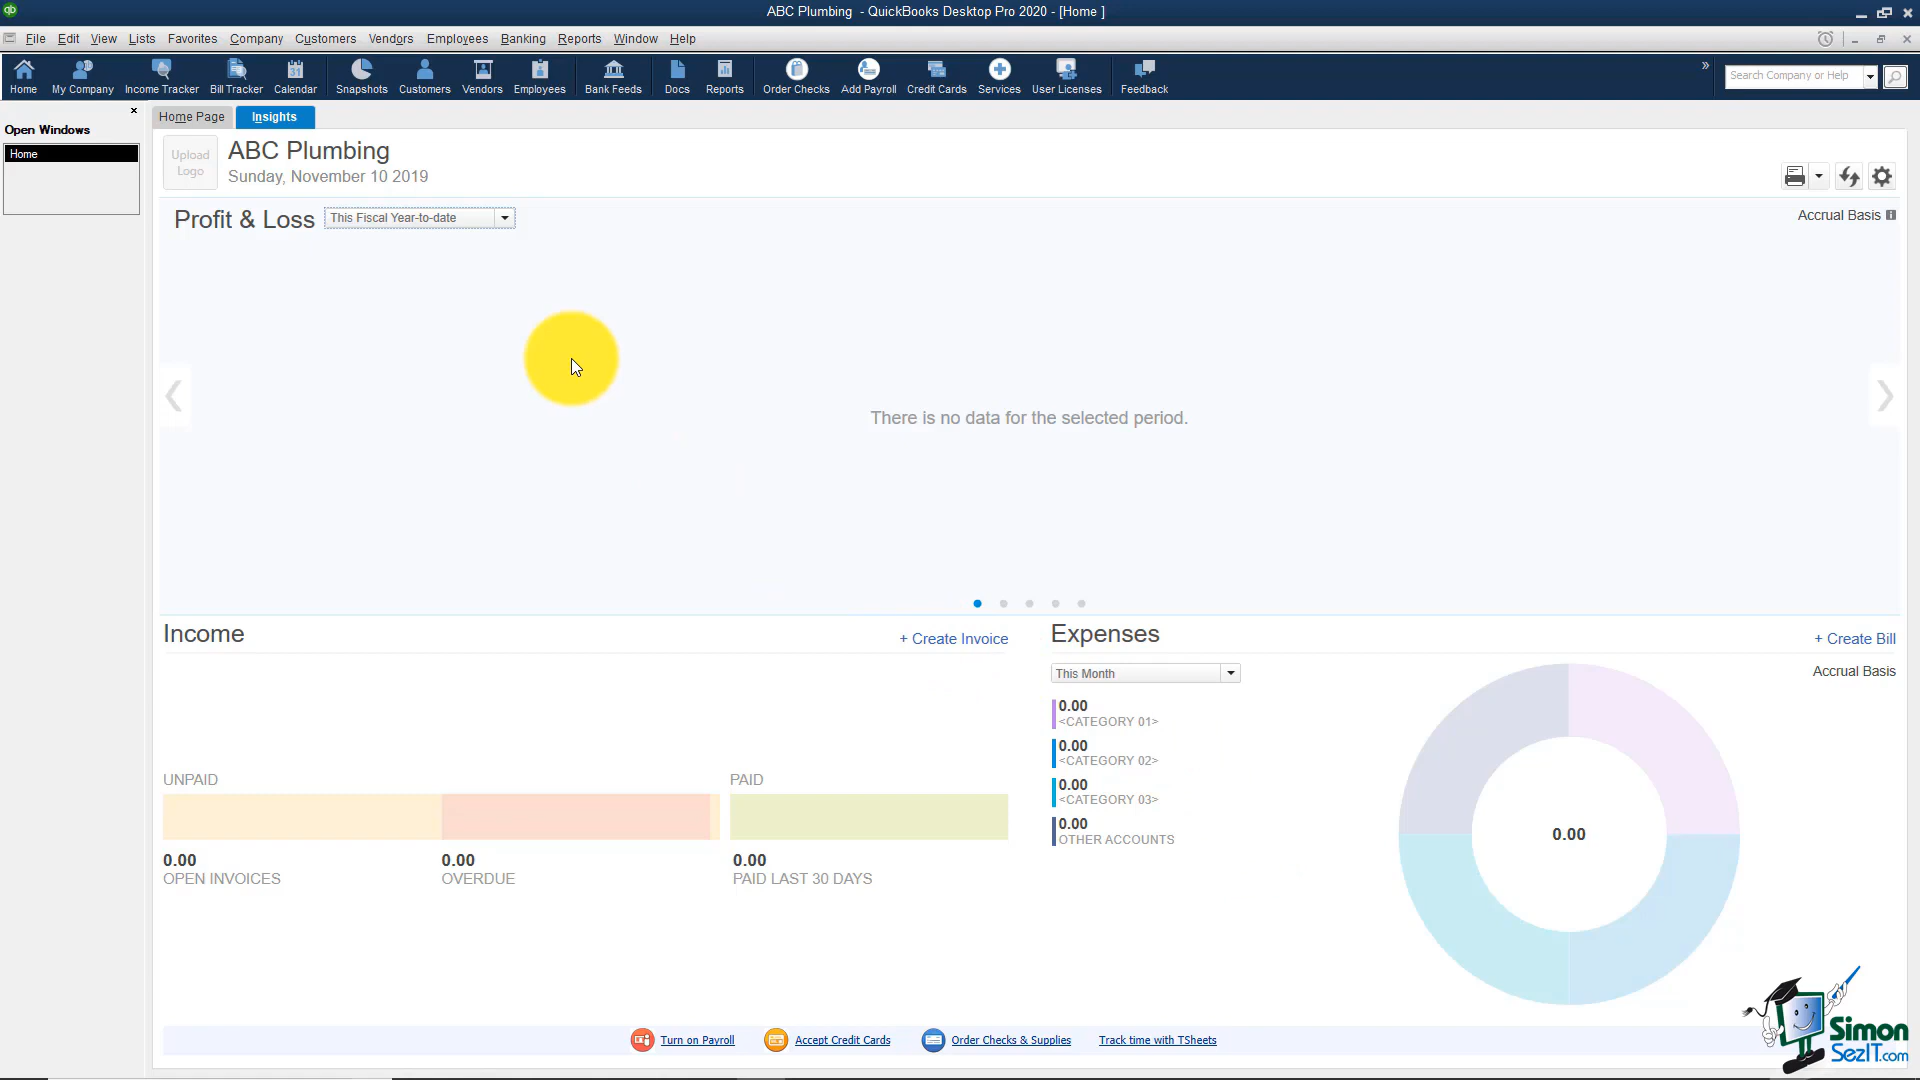 ABC Plumbing - QuickBooks Desktop Pro 2020 - [Home ]
File Edit View Lists Favorites Company Customers Vendors Employees Banking Reports Window Help
Home My Company Income Tracker Bill Tracker Calendar Snapshots Customers Vendors Employees Bank Feeds Docs Reports Order Checks Add Payroll Credit Cards Services User Licenses Feedback
Search Company or Help
Open Windows
Home
Home Page Insights
Upload
Logo
ABC Plumbing
Sunday, November 10 2019
Profit & Loss This Fiscal Year-to-date
Accrual Basis
There is no data for the selected period.
Income
+ Create Invoice
UNPAID
PAID
0.00
OPEN INVOICES
0.00
OVERDUE
0.00
PAID LAST 30 DAYS
Expenses
+ Create Bill
This Month
Accrual Basis
0.00
<CATEGORY 01>
0.00
<CATEGORY 02>
0.00
<CATEGORY 03>
0.00
OTHER ACCOUNTS
0.00
Turn on Payroll Accept Credit Cards Order Checks & Supplies Track time with TSheets
Simon
SezIT.com